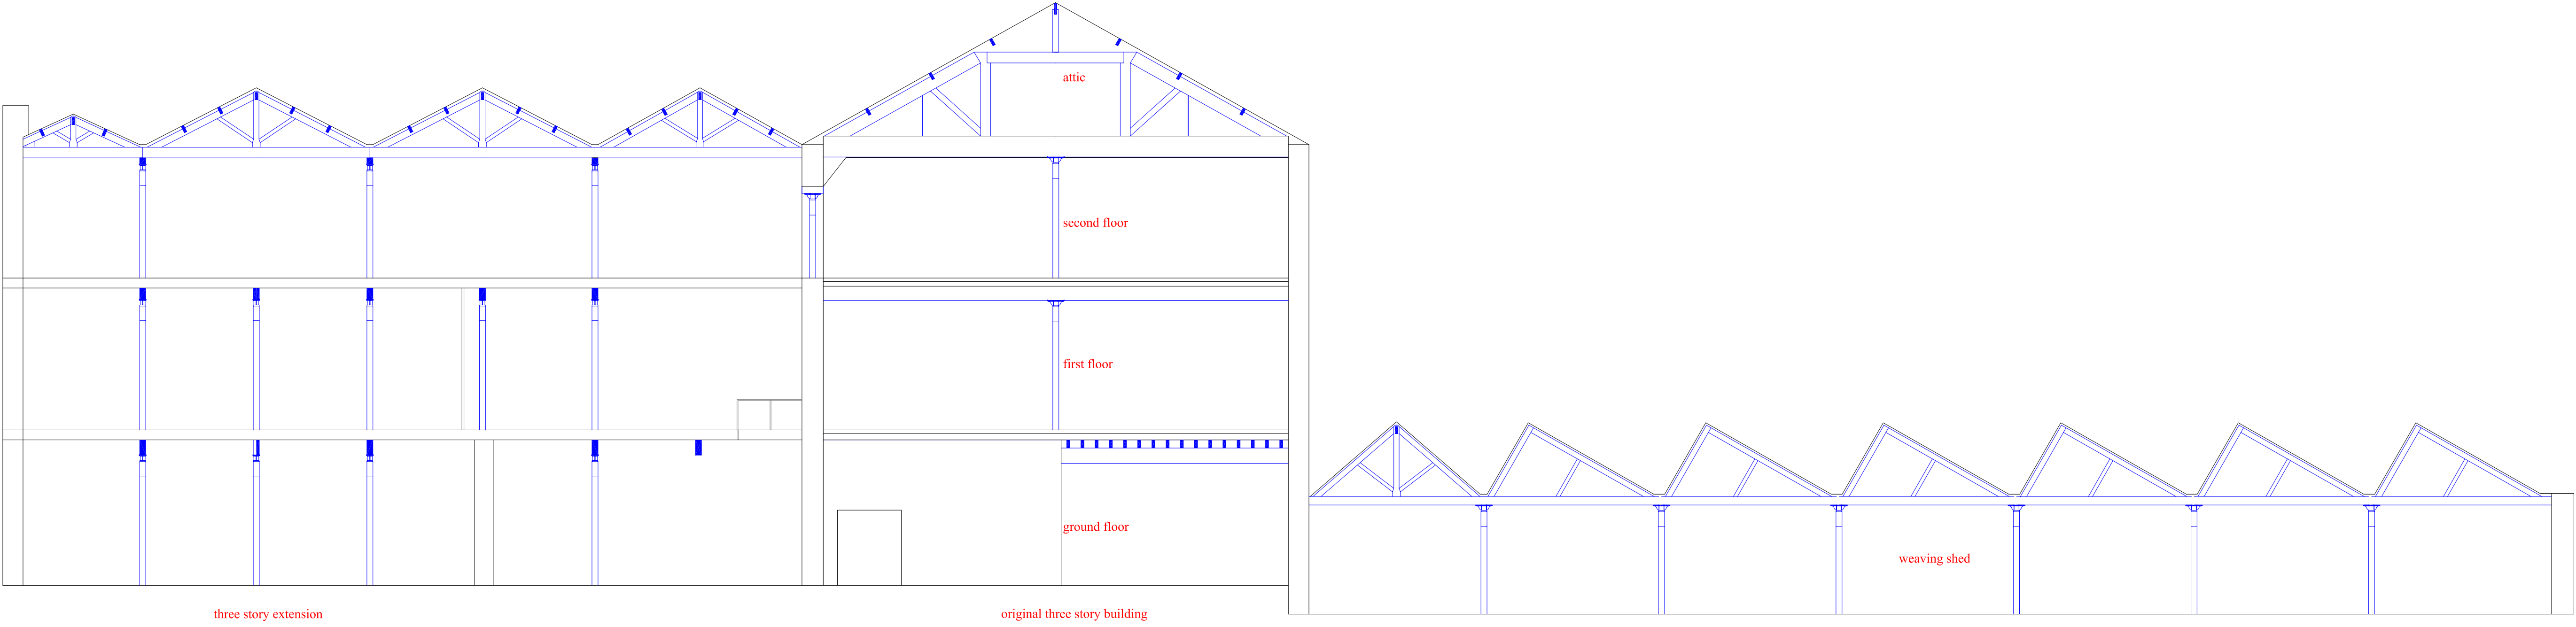 attic
second floor
first floor
ground floor
weaving shed
three story extension
original three story building